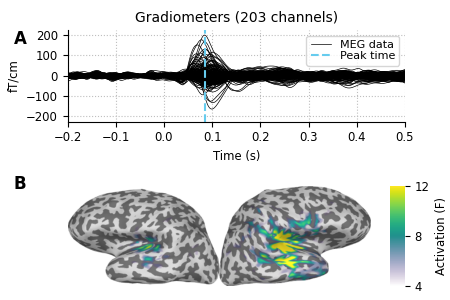 Gradiometers (203 channels)
A
200
100
0
−100
−200
fT/cm
MEG data
Peak time
−0.2 −0.1 0.0 0.1 0.2 0.3 0.4 0.5
Time (s)
B
12
8
4
Activation (F)